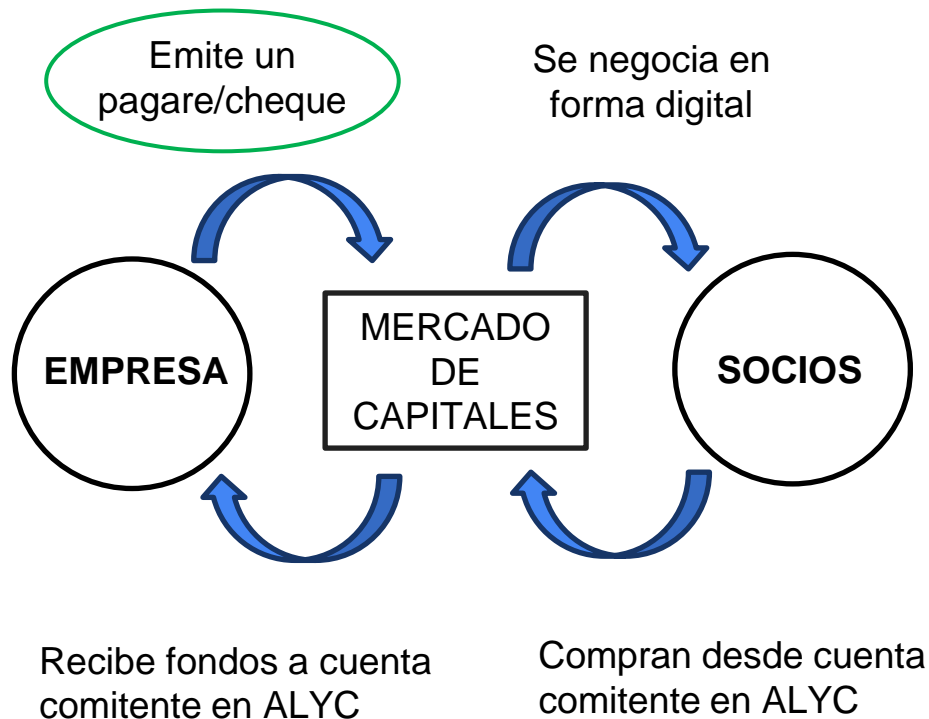 Emite un
pagare/cheque
Se negocia en
forma digital
EMPRESA
MERCADO
DE
CAPITALES
SOCIOS
Recibe fondos a cuenta
comitente en ALYC
Compran desde cuenta
comitente en ALYC